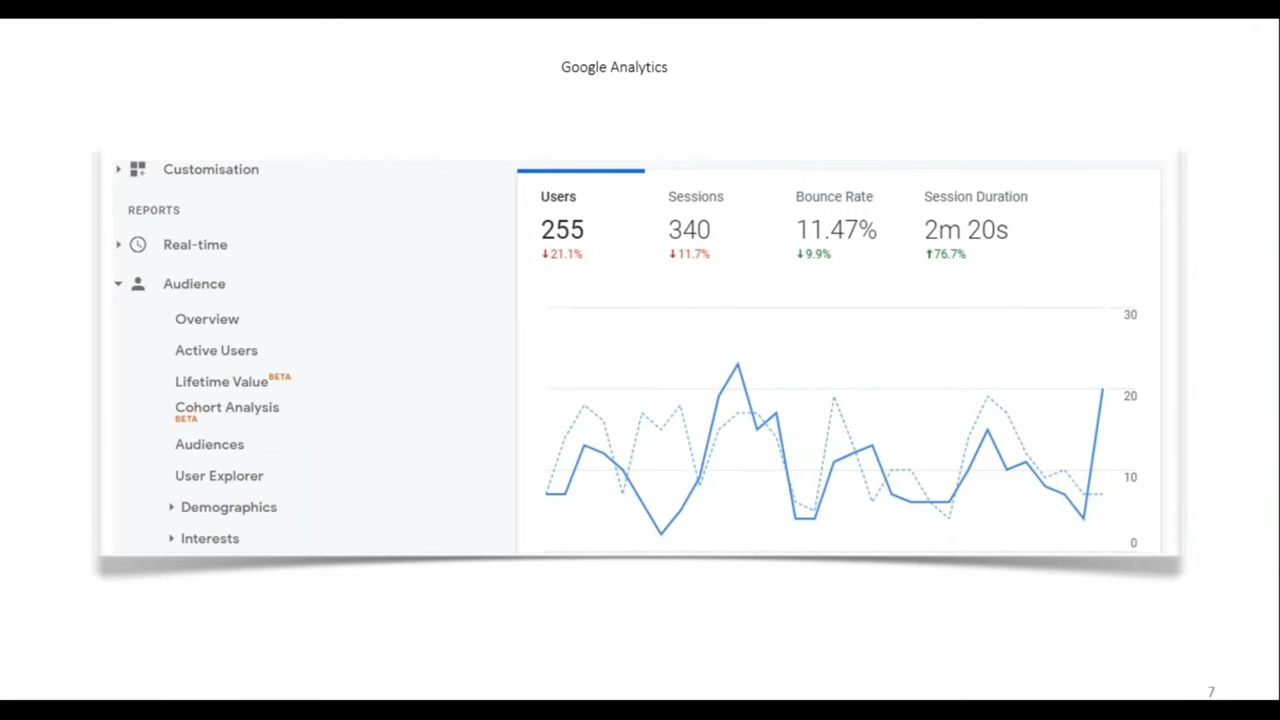 Google Analytics
Customisation
REPORTS
Real-time
Audience
Overview
Active Users
Lifetime Value BETA
Cohort Analysis
BETA
Audiences
User Explorer
Demographics
Interests
Users Sessions Bounce Rate Session Duration
255 340 11.47% 2m 20s
↓21.1% ↓11.7% ↓9.9% ↑76.7%
30
20
10
0
7